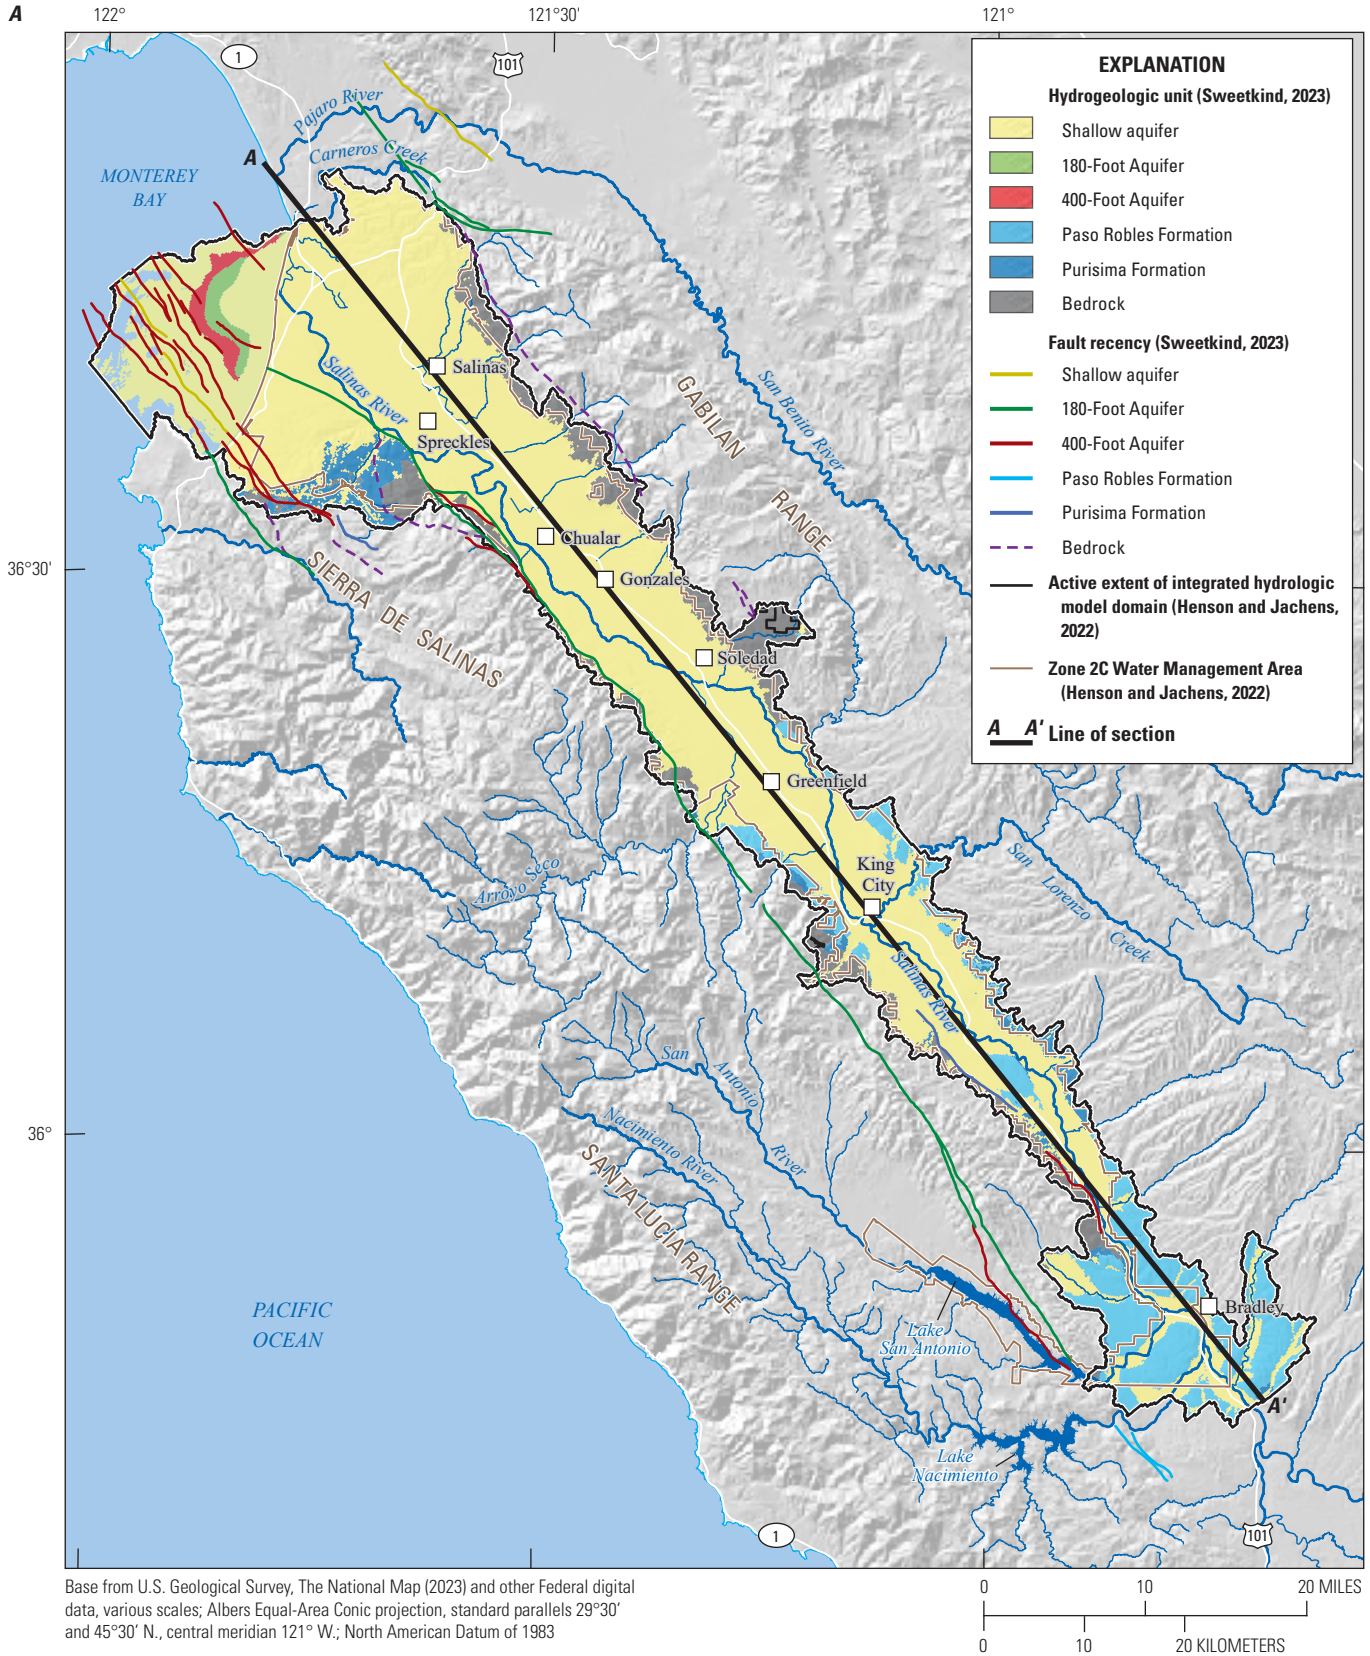 A
122°
121°30'
121°
1
101
Pajaro River
Carneros Creek
A
MONTEREY
BAY
EXPLANATION
Hydrogeologic unit (Sweetkind, 2023)
Shallow aquifer
180-Foot Aquifer
400-Foot Aquifer
Paso Robles Formation
Purisima Formation
Bedrock
Fault recency (Sweetkind, 2023)
Shallow aquifer
180-Foot Aquifer
400-Foot Aquifer
Paso Robles Formation
Purisima Formation
Bedrock
Active extent of integrated hydrologic
model domain (Henson and Jachens,
2022)
Zone 2C Water Management Area
(Henson and Jachens, 2022)
A A' Line of section
Salinas
Salinas River
Spreckles
GABILAN
RANGE
San Benito River
Chualar
36°30'
Gonzales
SIERRA DE SALINAS
Soledad
Greenfield
King
City
Arroyo Seco
San Lorenzo Creek
Salinas River
San Antonio River
Nacimiento River
36°
SANTA LUCIA RANGE
PACIFIC
OCEAN
Bradley
Lake
San Antonio
A'
Lake
Nacimiento
1
101
Base from U.S. Geological Survey, The National Map (2023) and other Federal digital
data, various scales; Albers Equal-Area Conic projection, standard parallels 29°30'
and 45°30' N., central meridian 121° W.; North American Datum of 1983
0 10 20 MILES
0 10 20 KILOMETERS